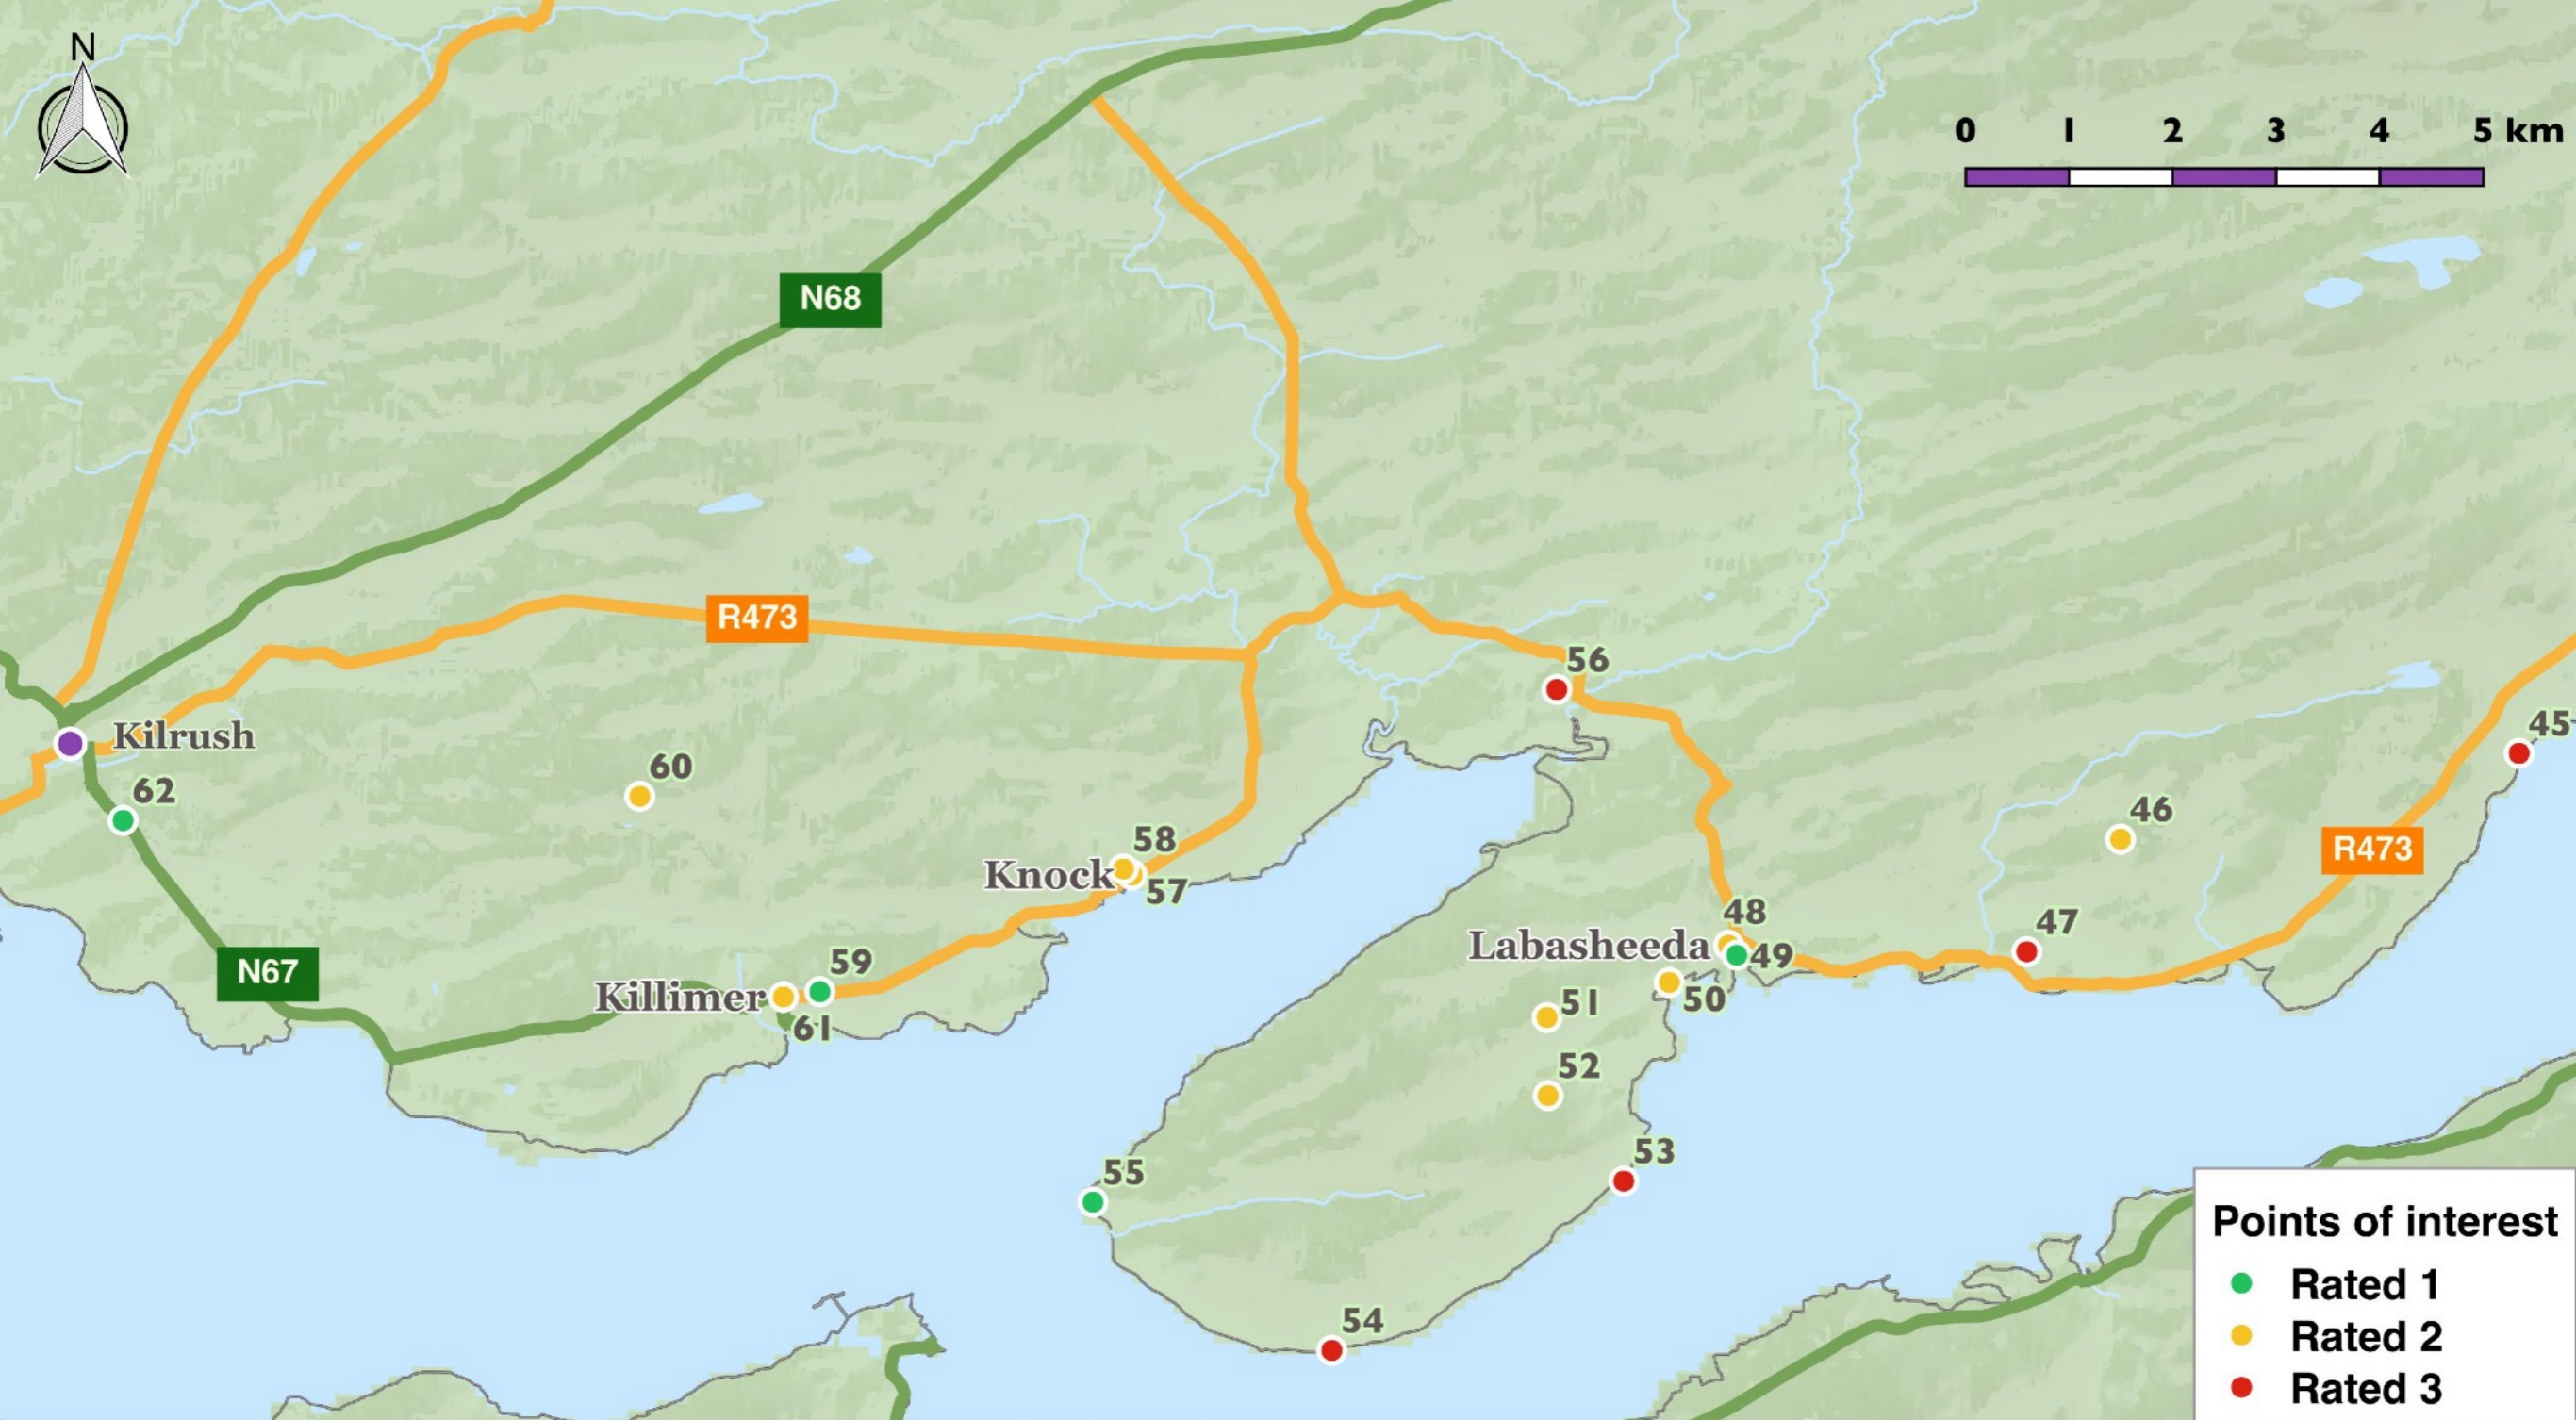 N
0 1 2 3 4 5 km
N68
R473
56
Kilrush
45
60
62
46
58
R473
Knock
57
48
47
Labasheeda
49
59
N67
Killimer
50
51
61
52
53
55
Points of interest
Rated 1
54
Rated 2
Rated 3